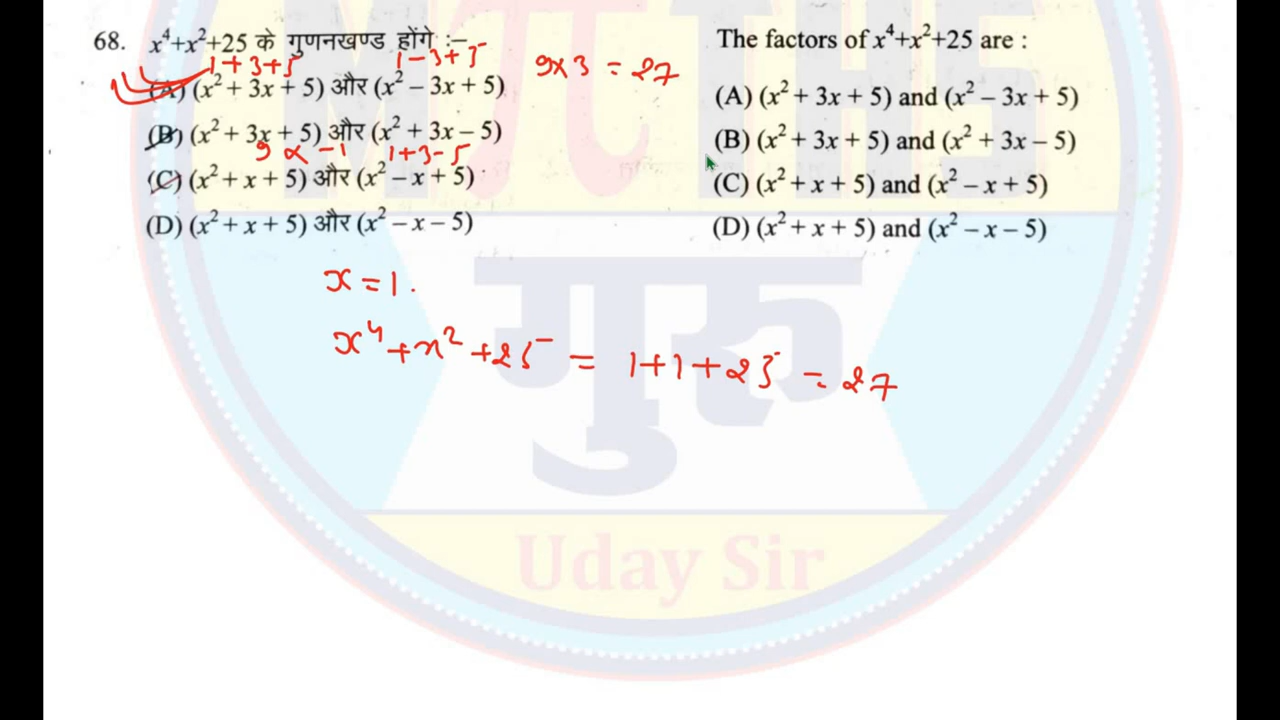 68. x⁴+x²+25 के गुणनखण्ड होंगे :–
1+3+5 1-3+5 9×3 = 27
(A) (x² + 3x + 5) और (x² – 3x + 5)
(B) (x² + 3x + 5) और (x² + 3x – 5)
9 × -1 1+3-5
(C) (x² + x + 5) और (x² – x + 5)
(D) (x² + x + 5) और (x² – x – 5)
The factors of x⁴+x²+25 are :
(A) (x² + 3x + 5) and (x² – 3x + 5)
(B) (x² + 3x + 5) and (x² + 3x – 5)
(C) (x² + x + 5) and (x² – x + 5)
(D) (x² + x + 5) and (x² – x – 5)
x = 1.
x⁴+x²+25 = 1+1+25 = 27
THS
गुरु
Uday Sir